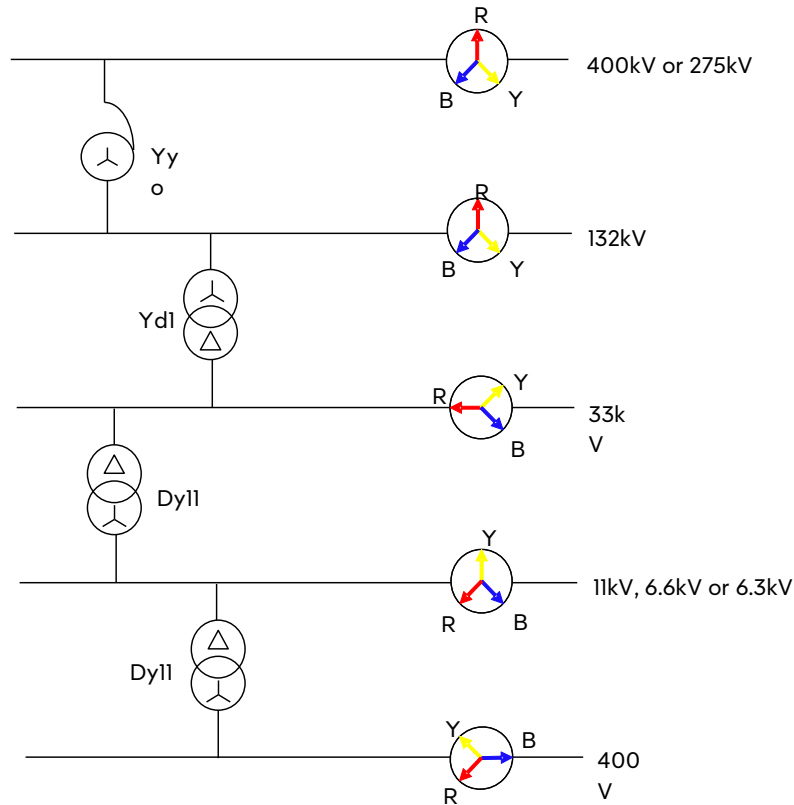 R
400kV or 275kV
B
Y
Yy
o
R
132kV
B
Y
Yd1
Y
R
33k
V
B
Dy11
Y
11kV, 6.6kV or 6.3kV
R
B
Dy11
Y
B
400
V
R